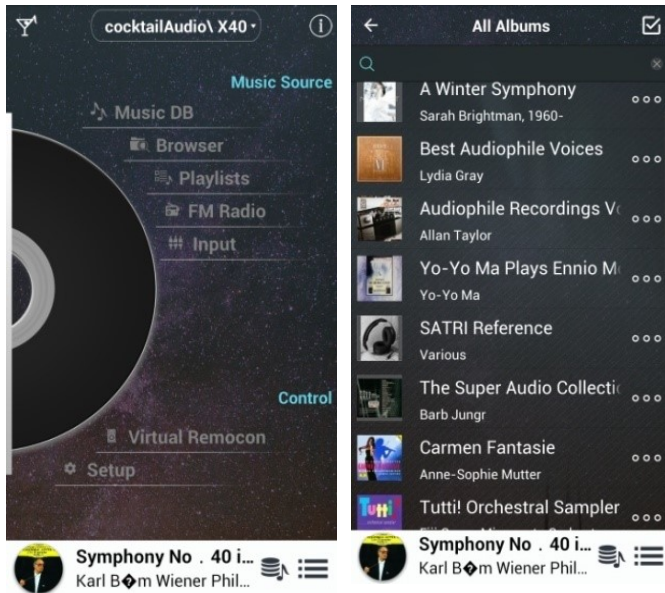 cocktailAudio\ X40
Music Source
Music DB
Browser
Playlists
FM Radio
Input
Control
Virtual Remocon
Setup
Symphony No . 40 i...
Karl B�m Wiener Phil...
All Albums
A Winter Symphony
Sarah Brightman, 1960-
Best Audiophile Voices
Lydia Gray
Audiophile Recordings
Allan Taylor
Yo-Yo Ma Plays Ennio
Yo-Yo Ma
SATRI Reference
Various
The Super Audio Collecti
Barb Jungr
Carmen Fantasie
Anne-Sophie Mutter
Tutti
Tutti! Orchestral Sampler
Symphony No . 40 i...
Karl B�m Wiener Phil...